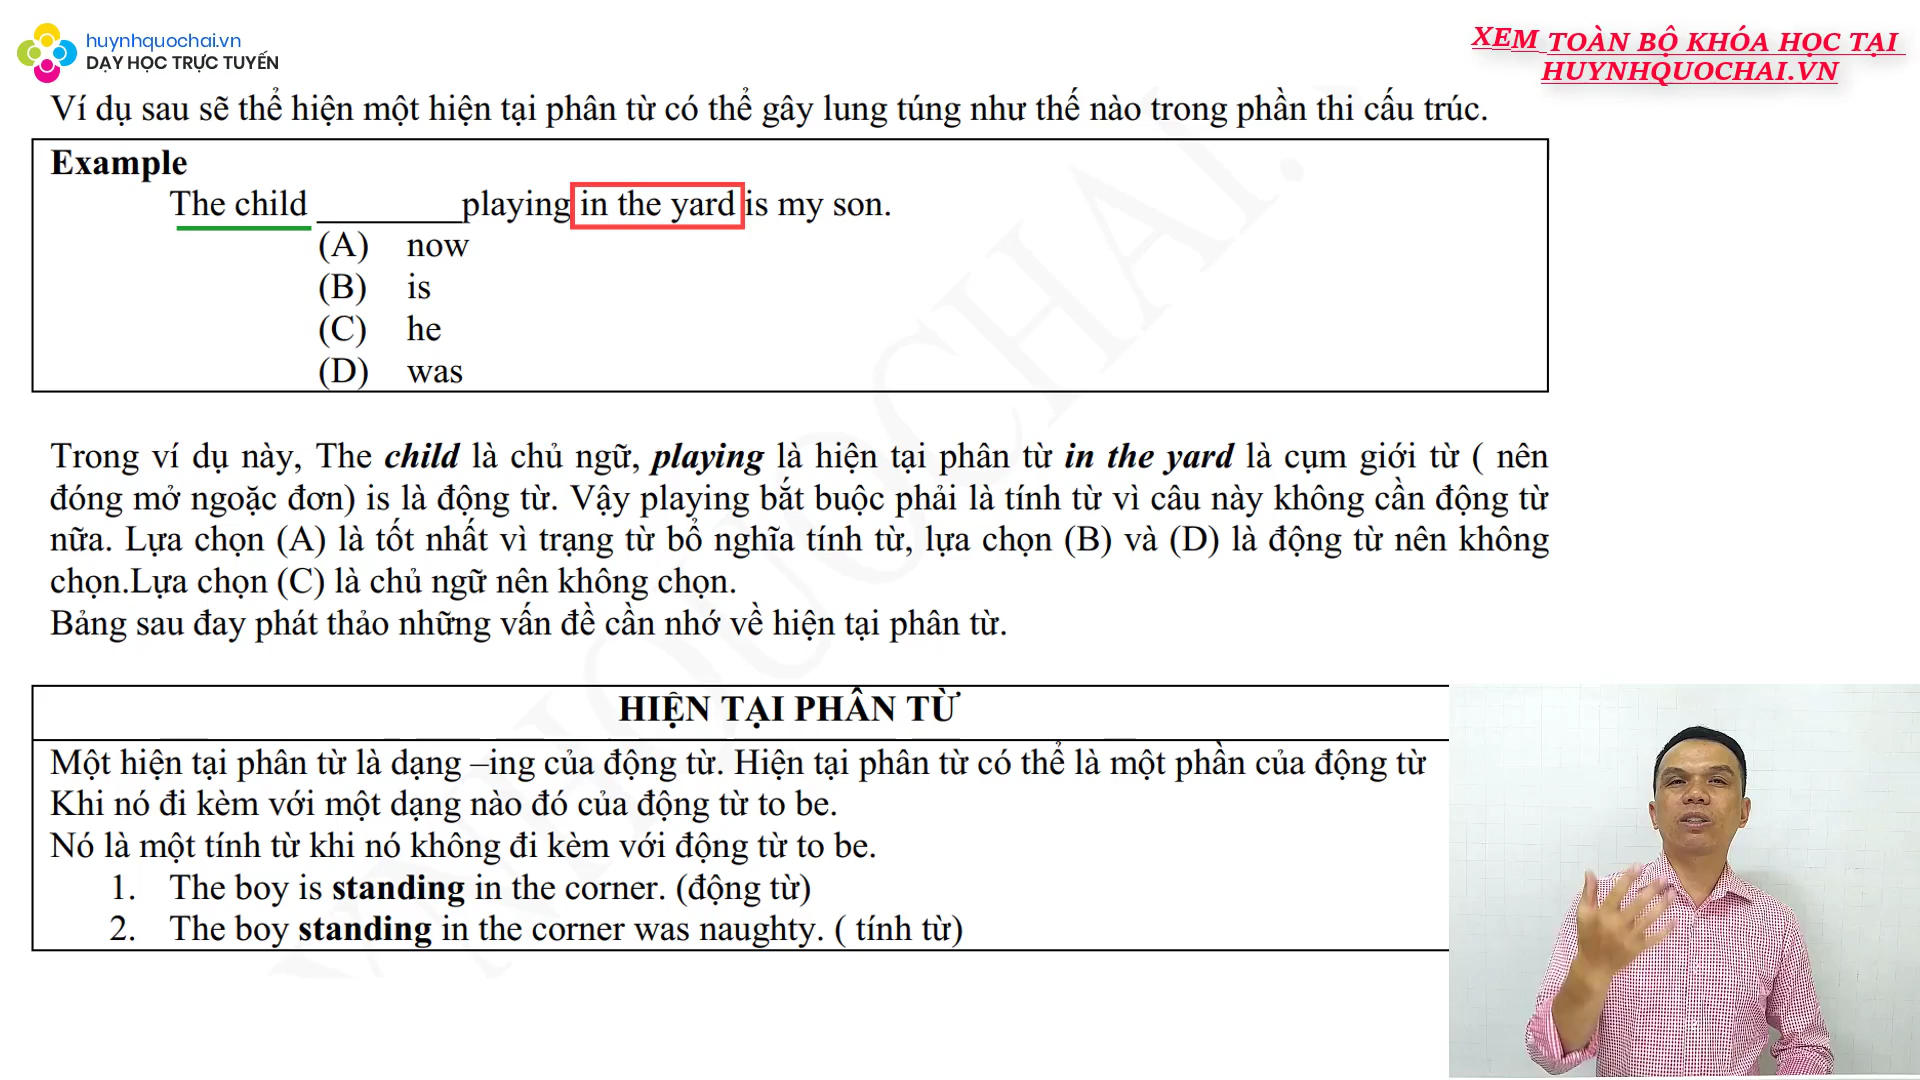 huynhquochai.vn
DẠY HỌC TRỰC TUYẾN
XEM TOÀN BỘ KHÓA HỌC TẠI
HUYNHQUOCHAI.VN
Ví dụ sau sẽ thể hiện một hiện tại phân từ có thể gây lung túng như thế nào trong phần thi cấu trúc.
Example
The child ________playing in the yard is my son.
(A) now
(B) is
(C) he
(D) was
Trong ví dụ này, The child là chủ ngữ, playing là hiện tại phân từ in the yard là cụm giới từ ( nên
đóng mở ngoặc đơn) is là động từ. Vậy playing bắt buộc phải là tính từ vì câu này không cần động từ
nữa. Lựa chọn (A) là tốt nhất vì trạng từ bổ nghĩa tính từ, lựa chọn (B) và (D) là động từ nên không
chọn.Lựa chọn (C) là chủ ngữ nên không chọn.
Bảng sau đay phát thảo những vấn đề cần nhớ về hiện tại phân từ.
HIỆN TẠI PHÂN TỪ
Một hiện tại phân từ là dạng –ing của động từ. Hiện tại phân từ có thể là một phần của động từ
Khi nó đi kèm với một dạng nào đó của động từ to be.
Nó là một tính từ khi nó không đi kèm với động từ to be.
1. The boy is standing in the corner. (động từ)
2. The boy standing in the corner was naughty. ( tính từ)